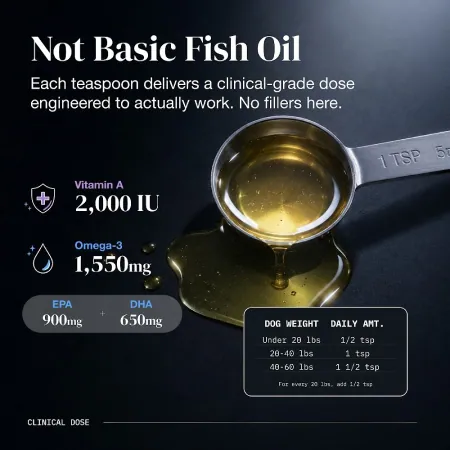 Not Basic Fish Oil
Each teaspoon delivers a clinical-grade dose
engineered to actually work. No fillers here.
1 TSP
Vitamin A
2,000 IU
Omega-3
1,550mg
EPA DHA
900mg + 650mg
DOG WEIGHT DAILY AMT.
Under 20 lbs 1/2 tsp
20-40 lbs 1 tsp
40-60 lbs 1 1/2 tsp
For every 20 lbs, add 1/2 tsp
CLINICAL DOSE